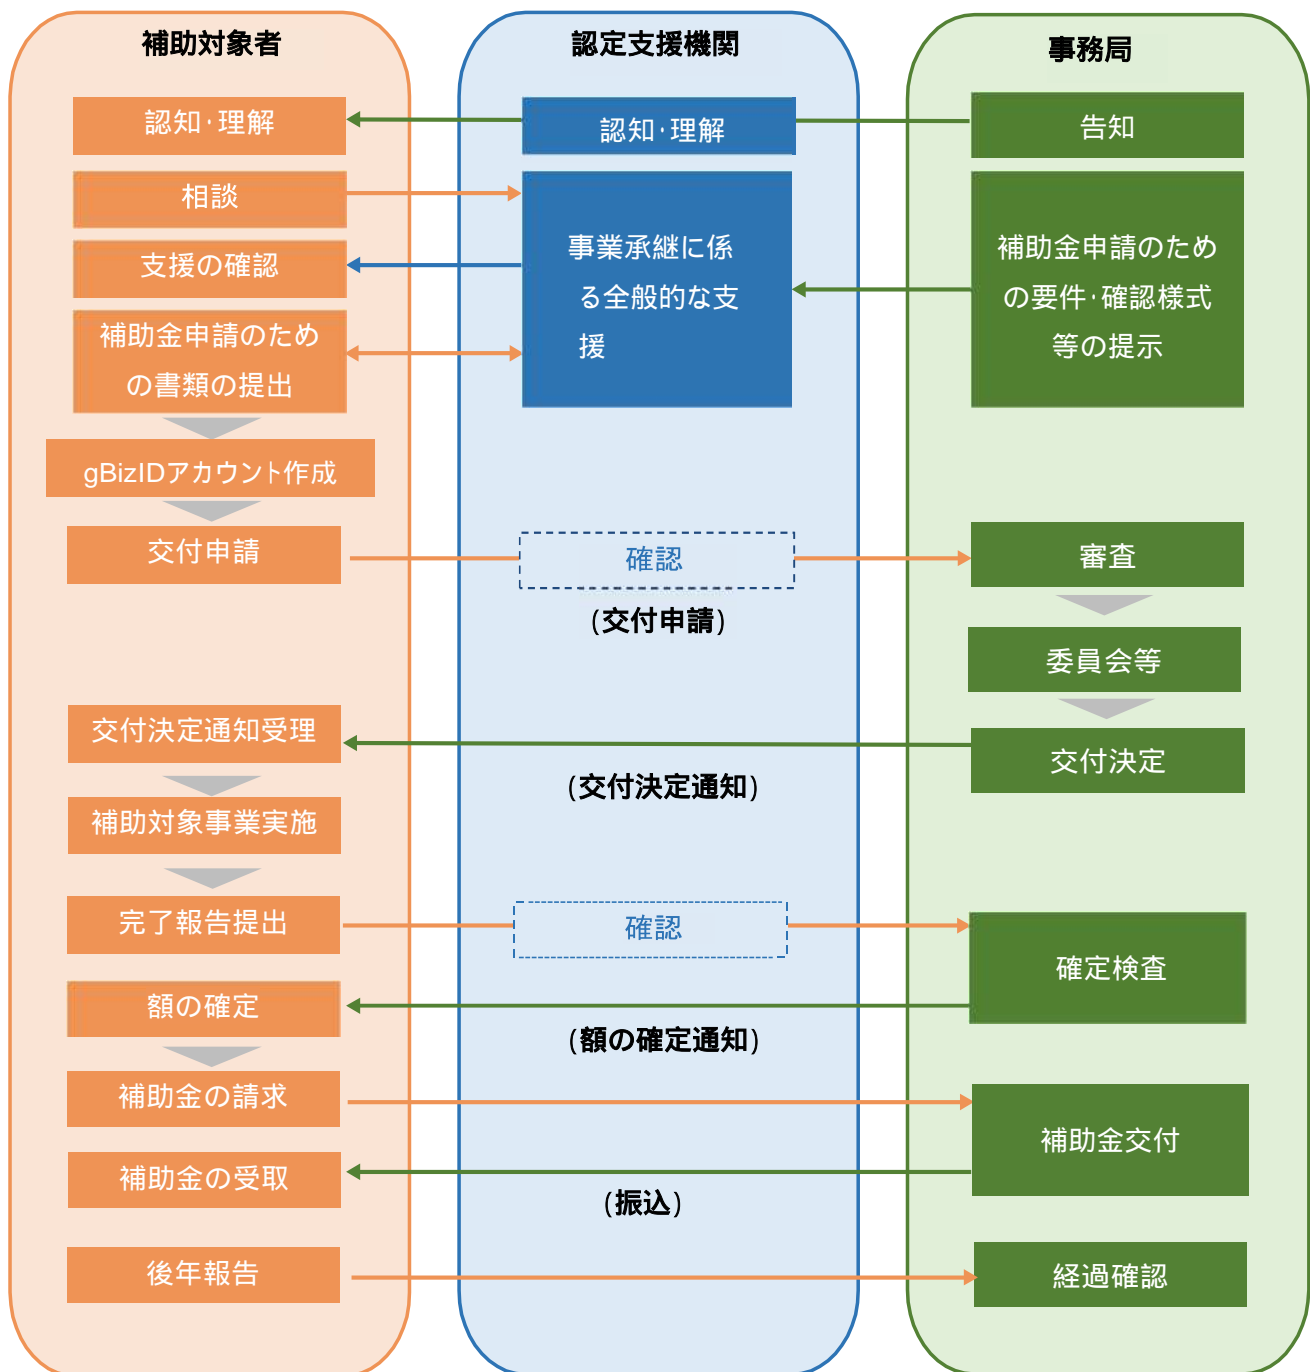 補助対象者
認定支援機関
事務局
認知･理解
認知･理解
告知
相談
支援の確認
補助金申請のため
の書類の提出
事業承継に係
る全般的な支
援
補助金申請のため
の要件･確認様式
等の提示
gBizIDアカウント作成
交付申請
確認
審査
(交付申請)
委員会等
交付決定通知受理
交付決定
(交付決定通知)
補助対象事業実施
完了報告提出
確認
確定検査
額の確定
(額の確定通知)
補助金の請求
補助金交付
補助金の受取
(振込)
後年報告
経過確認